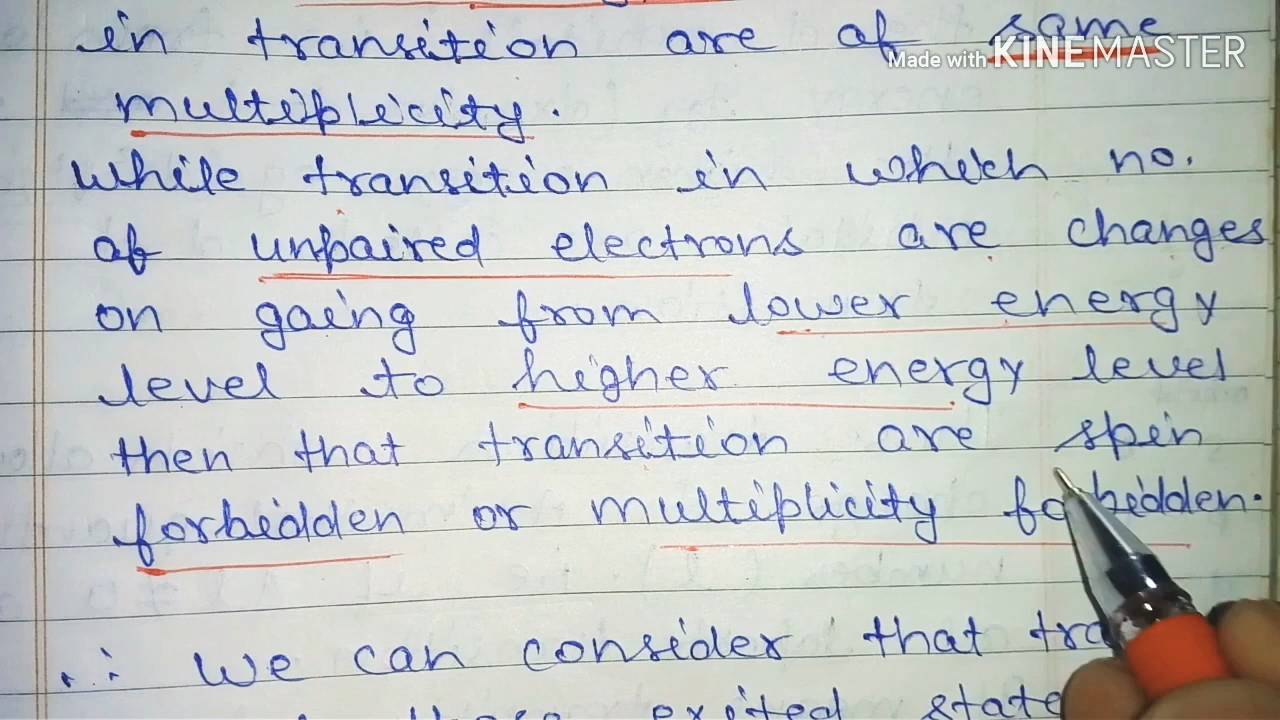 in transition are of same
Made with KINEMASTER
multiplicity.
while transition in which no.
of unpaired electrons are changes
on going from lower energy
level to higher energy level
then that transition are spin
forbidden or multiplicity forbidden.
∴ We can consider that
exited state